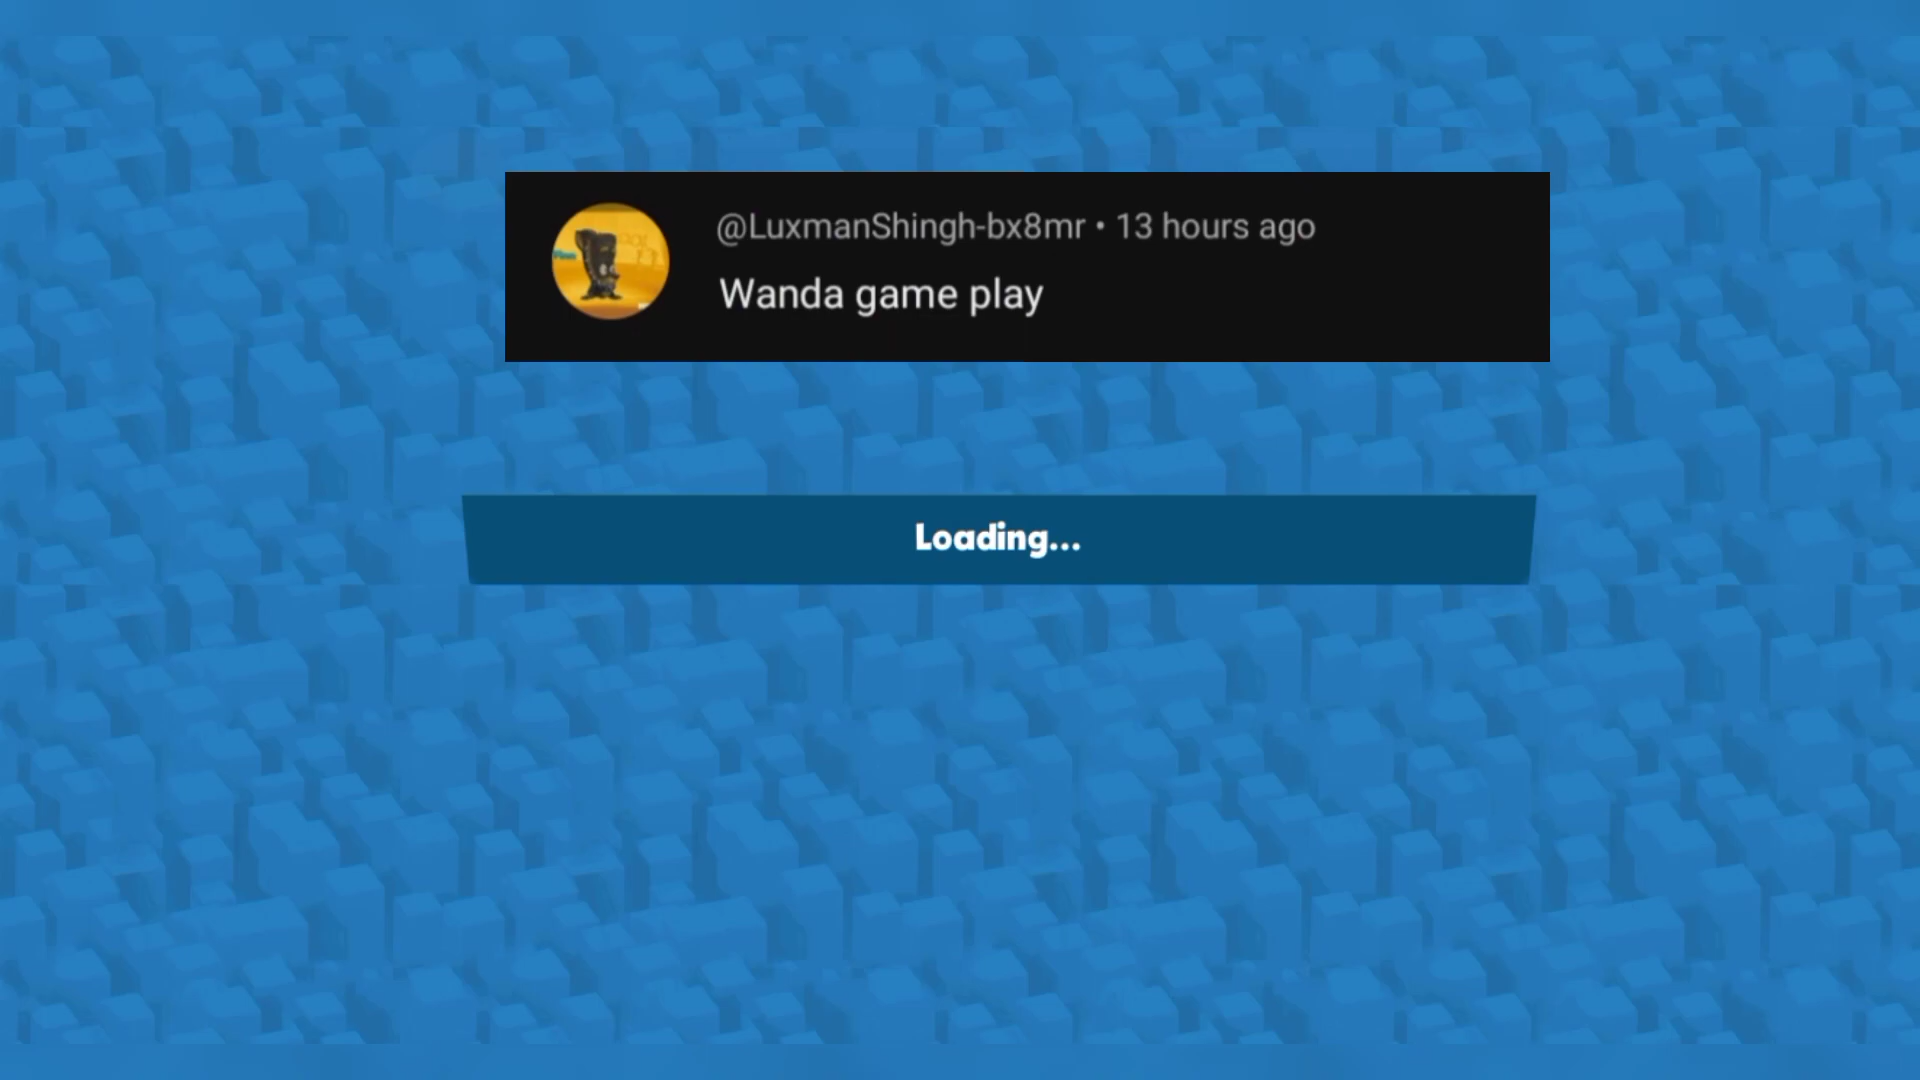 @LuxmanShingh-bx8mr • 13 hours ago
Wanda game play
Loading...